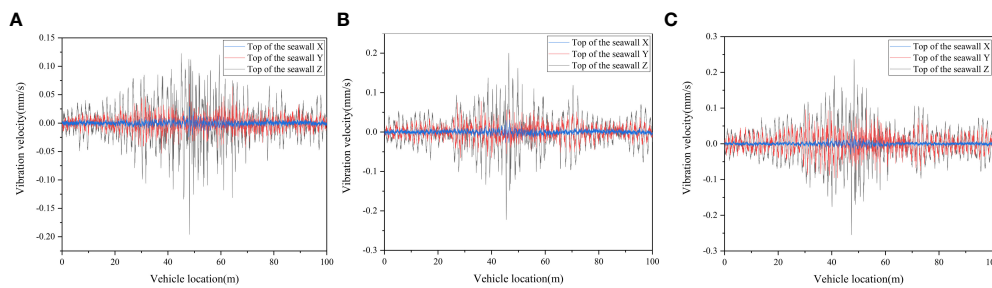 A
0.15
0.10
0.05
0.00
-0.05
-0.10
-0.15
-0.20
Vibration velocity(mm/s)
Top of the seawall X
Top of the seawall Y
Top of the seawall Z
0 20 40 60 80 100
Vehicle location(m)
B
0.2
0.1
0.0
-0.1
-0.2
-0.3
Vibration velocity(mm/s)
Top of the seawall X
Top of the seawall Y
Top of the seawall Z
0 20 40 60 80 100
Vehicle location(m)
C
0.3
0.2
0.1
0.0
-0.1
-0.2
-0.3
Vibration velocity(mm/s)
Top of the seawall X
Top of the seawall Y
Top of the seawall Z
0 20 40 60 80 100
Vehicle location(m)